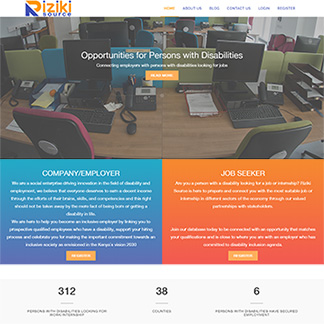 Riziki
source
HOME ABOUT US BLOG CONTACT US LOGIN REGISTER
Opportunities for Persons with Disabilities
Connecting employers with persons with disabilities looking for jobs
READ MORE
COMPANY/EMPLOYER
We are a social enterprise driving innovation in the field of disability and
employment, we believe that everyone deserves to earn a decent income
through the efforts of their brains, skills, and competencies and this right
should not be taken away by the mere fact of being born or getting a
disability in life.
We are here to help you become an inclusive employer by linking you to
prospective qualified employees who have a disability, support your hiring
process and celebrate you for making the important commitment towards an
inclusive society as envisioned in the Kenya's vision 2030
REGISTER
JOB SEEKER
Are you a person with a disability looking for a job or internship? Riziki
Source is here to prepare and connect you with the most suitable job or
internship in different sectors of the economy through our valued
partnerships with stakeholders.
Join our database today to be connected with an opportunity that matches
your qualifications and is close to where you are with an employer who has
committed to disability inclusion agenda.
REGISTER
312
PERSONS WITH DISABILITIES LOOKING FOR
WORK/INTERNSHIP
38
COUNTIES
6
PERSONS WITH DISABILITIES HAVE SECURED
EMPLOYMENT